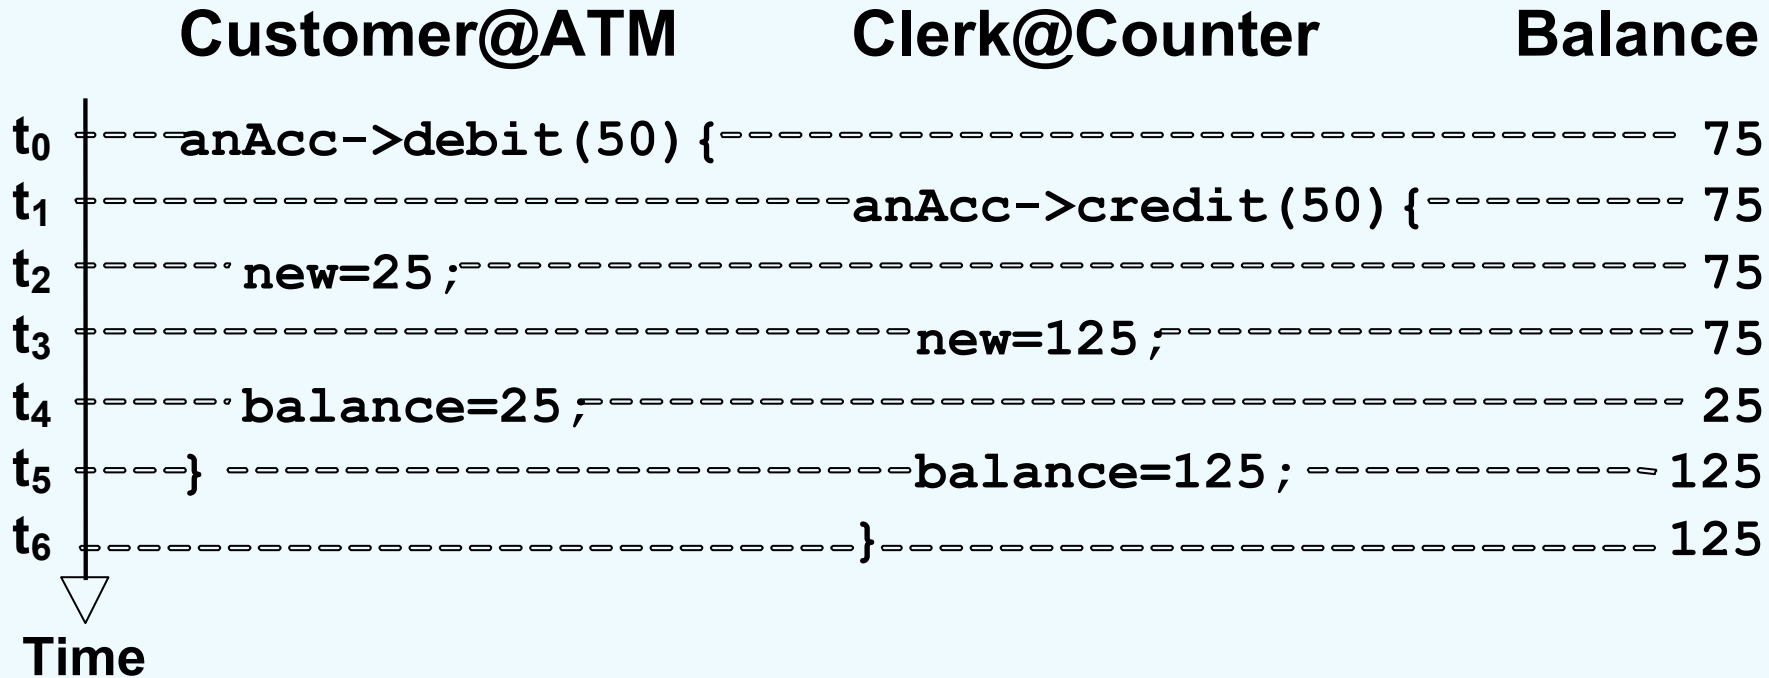 Customer@ATM Clerk@Counter Balance
t0 anAcc->debit(50){ 75
t1 anAcc->credit(50){ 75
t2 new=25; 75
t3 new=125; 75
t4 balance=25; 25
t5 } balance=125; 125
t6 } 125
Time